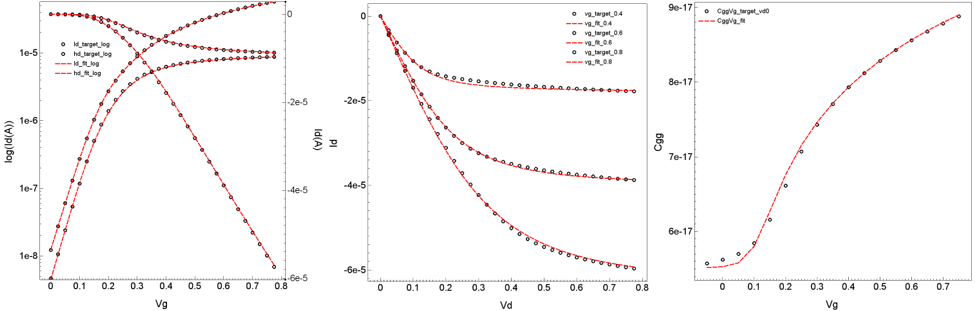 0
1e-5
1e-6
1e-7
1e-8
log(Id(A))
ld_target_log
hd_target_log
ld_fit_log
hd_fit_log
0
-2e-5
-4e-5
-6e-5
Id(A)
0 0.1 0.2 0.3 0.4 0.5 0.6 0.7 0.8
Vg
0
-2e-5
-4e-5
-6e-5
Id
vg_target_0.4
vg_fit_0.4
vg_target_0.6
vg_fit_0.6
vg_target_0.8
vg_fit_0.8
0 0.1 0.2 0.3 0.4 0.5 0.6 0.7 0.8
Vd
9e-17
8e-17
7e-17
6e-17
Cgg
CggVg_target_vd0
CggVg_fit
0 0.1 0.2 0.3 0.4 0.5 0.6 0.7
Vg